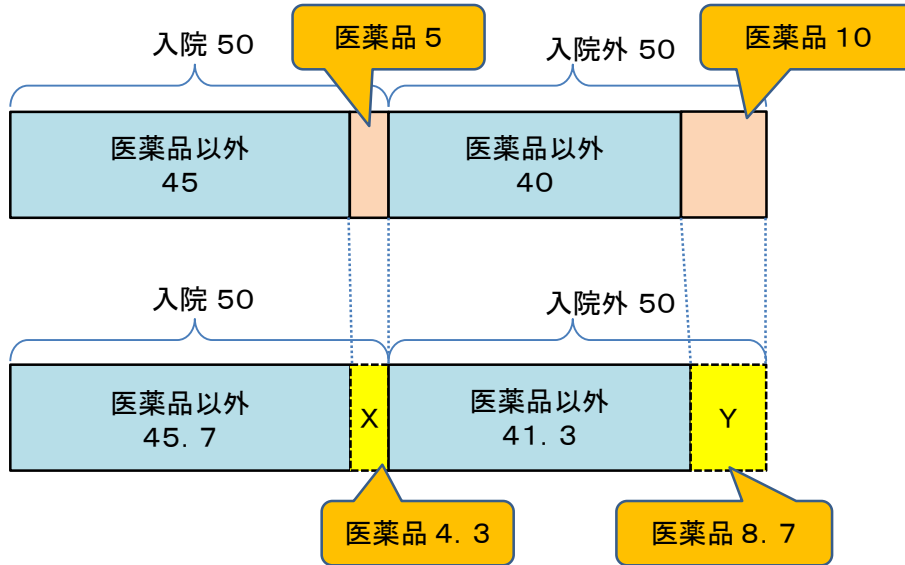 入院 50
医薬品 5
入院外 50
医薬品 10
医薬品以外
45
医薬品以外
40
入院 50
入院外 50
医薬品以外
45. 7
X
医薬品以外
41. 3
Y
医薬品 4. 3
医薬品 8. 7